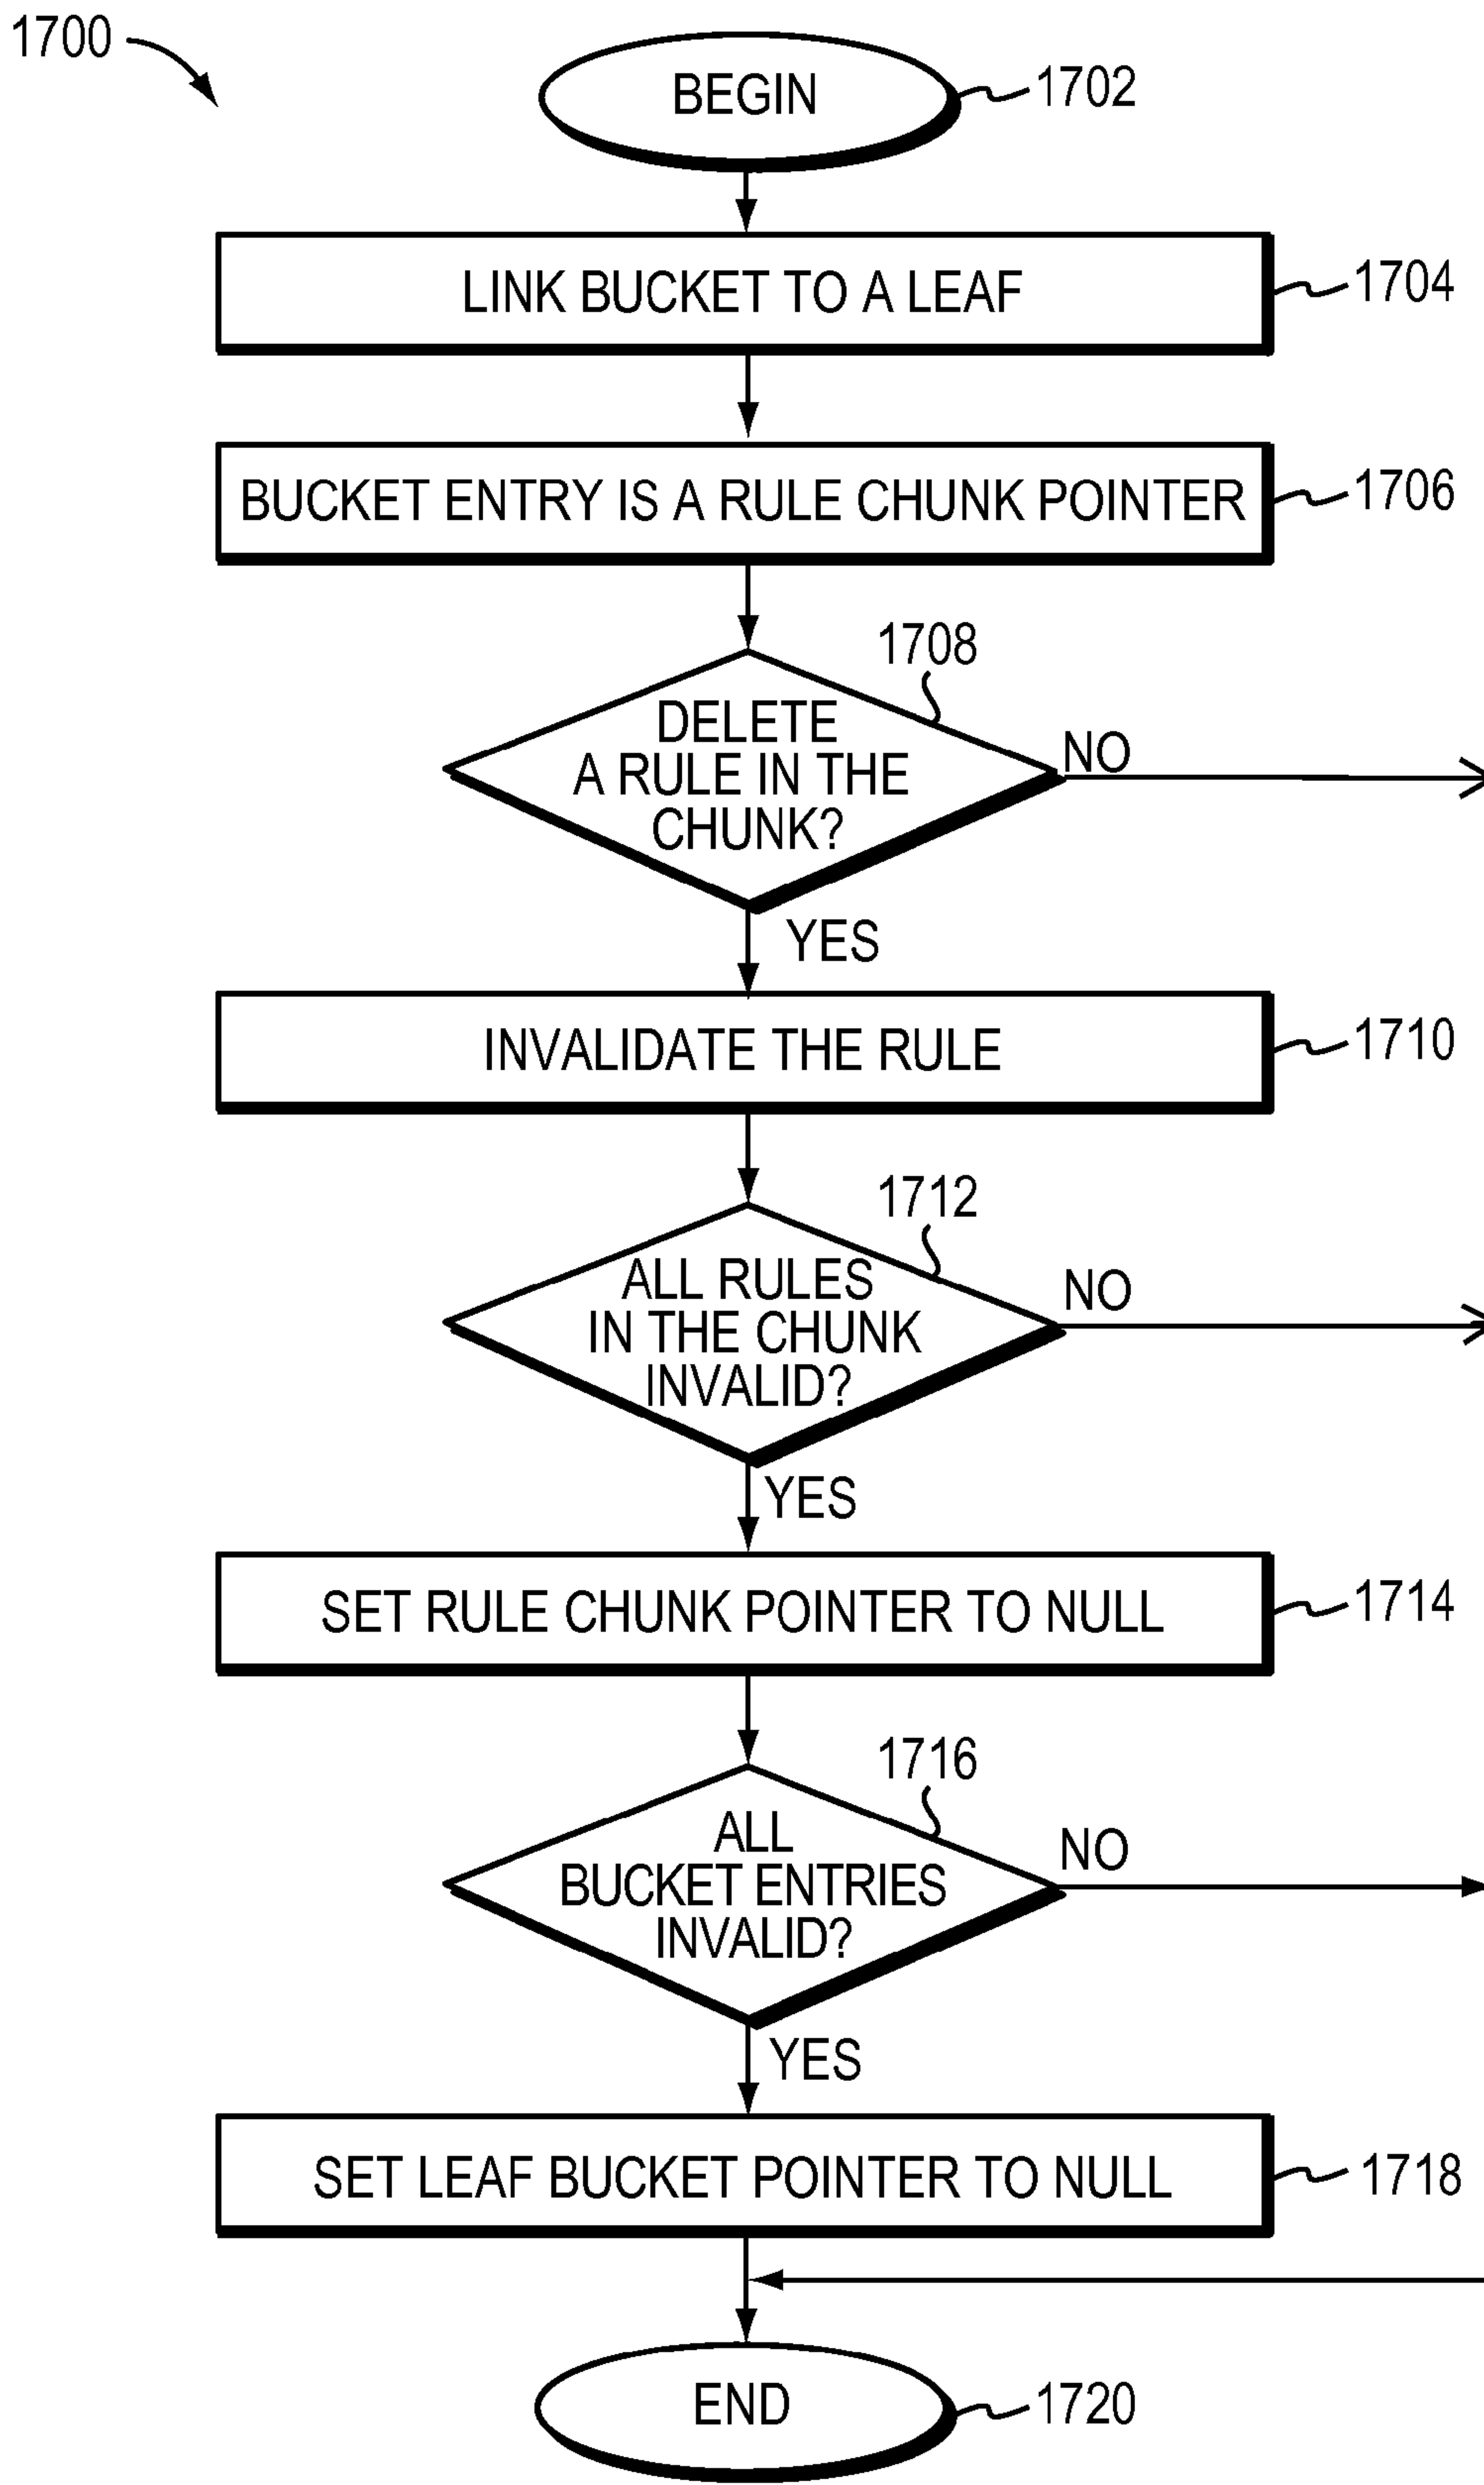 1700
BEGIN
1702
LINK BUCKET TO A LEAF
1704
BUCKET ENTRY IS A RULE CHUNK POINTER
1706
1708
DELETE
A RULE IN THE
CHUNK?
NO
YES
INVALIDATE THE RULE
1710
1712
ALL RULES
IN THE CHUNK
INVALID?
NO
YES
SET RULE CHUNK POINTER TO NULL
1714
1716
ALL
BUCKET ENTRIES
INVALID?
NO
YES
SET LEAF BUCKET POINTER TO NULL
1718
END
1720